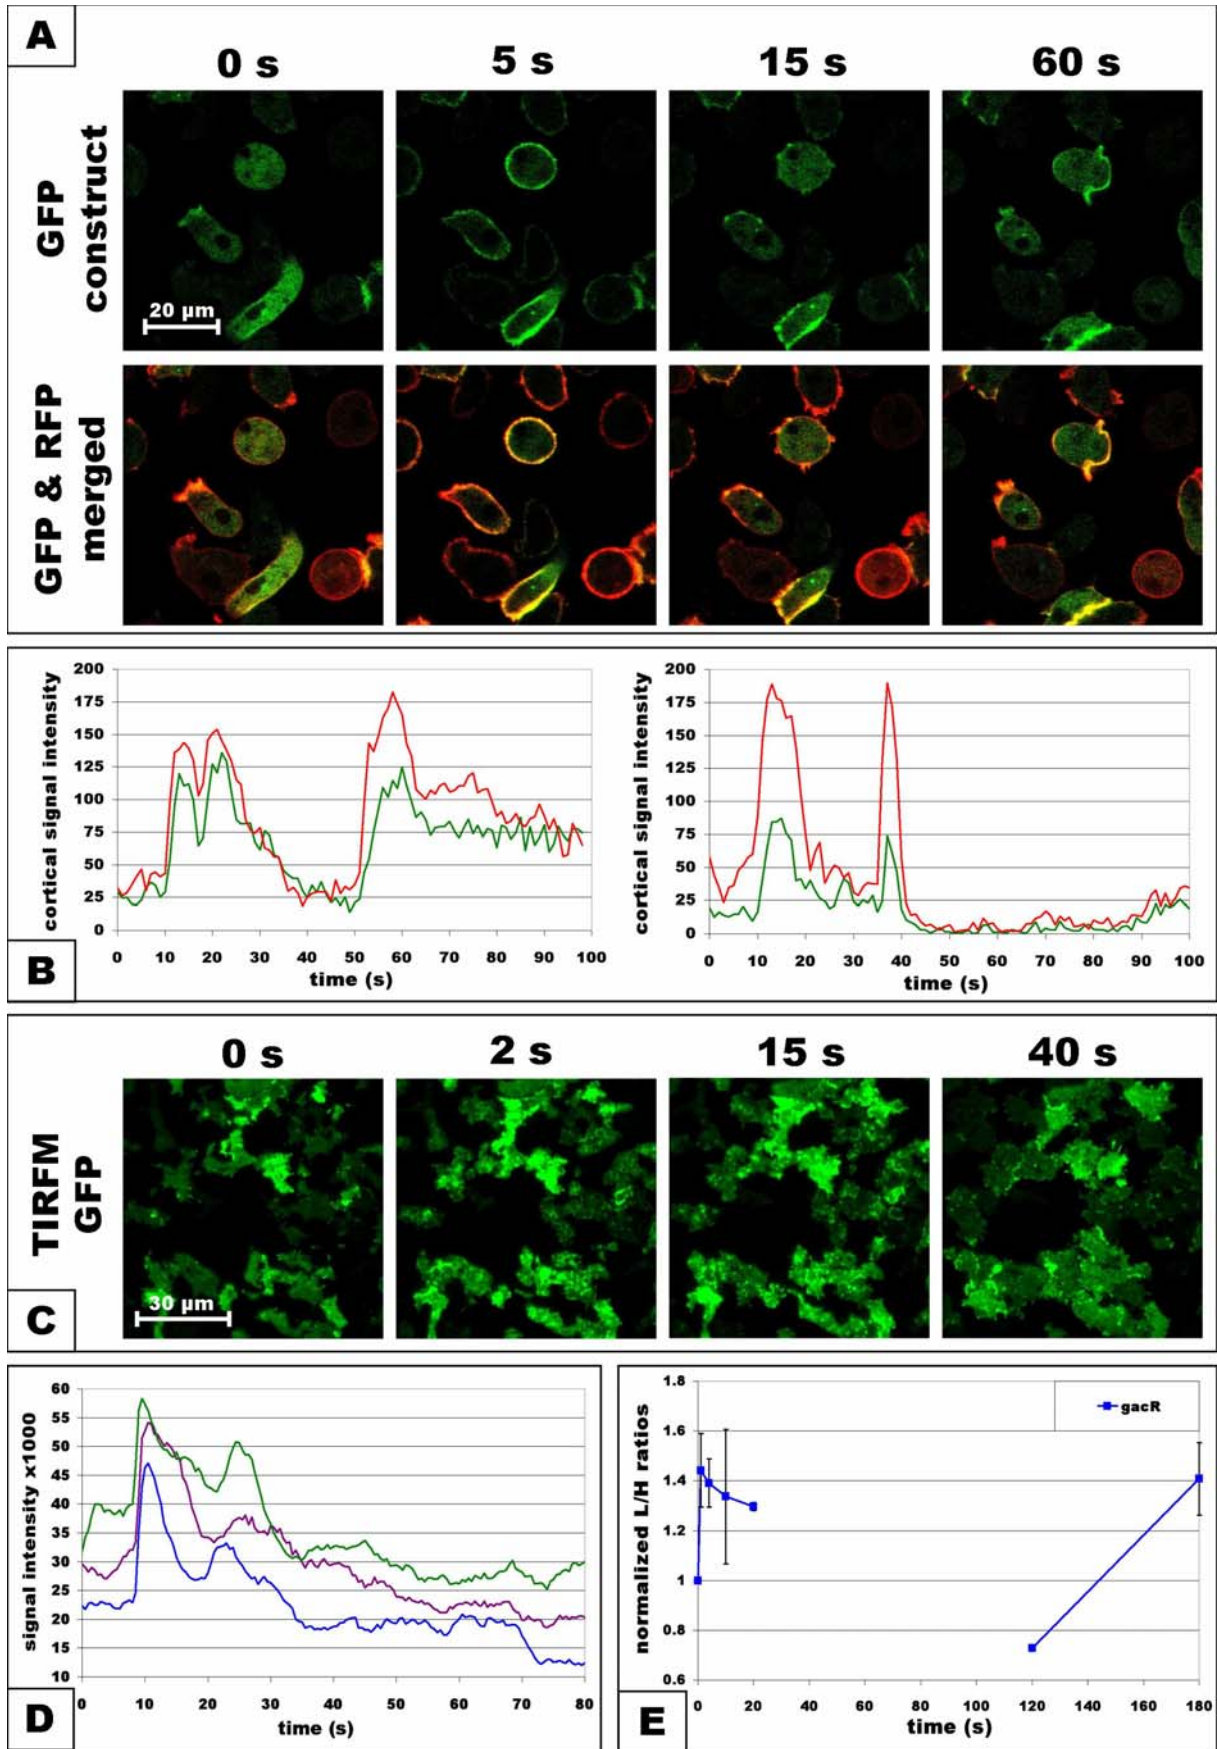 A
0 s
5 s
15 s
60 s
GFP
construct
20 µm
GFP & RFP
merged
200
175
150
125
100
75
50
25
0
cortical signal intensity
0 10 20 30 40 50 60 70 80 90 100
time (s)
200
175
150
125
100
75
50
25
0
cortical signal intensity
0 10 20 30 40 50 60 70 80 90 100
time (s)
B
0 s
2 s
15 s
40 s
TIRFM
GFP
30 µm
C
60
55
50
45
40
35
30
25
20
15
10
signal intensity x1000
0 10 20 30 40 50 60 70 80
time (s)
D
1.8
1.6
1.4
1.2
1
0.8
0.6
normalized L/H ratios
gacR
0 20 40 60 80 100 120 140 160 180
time (s)
E